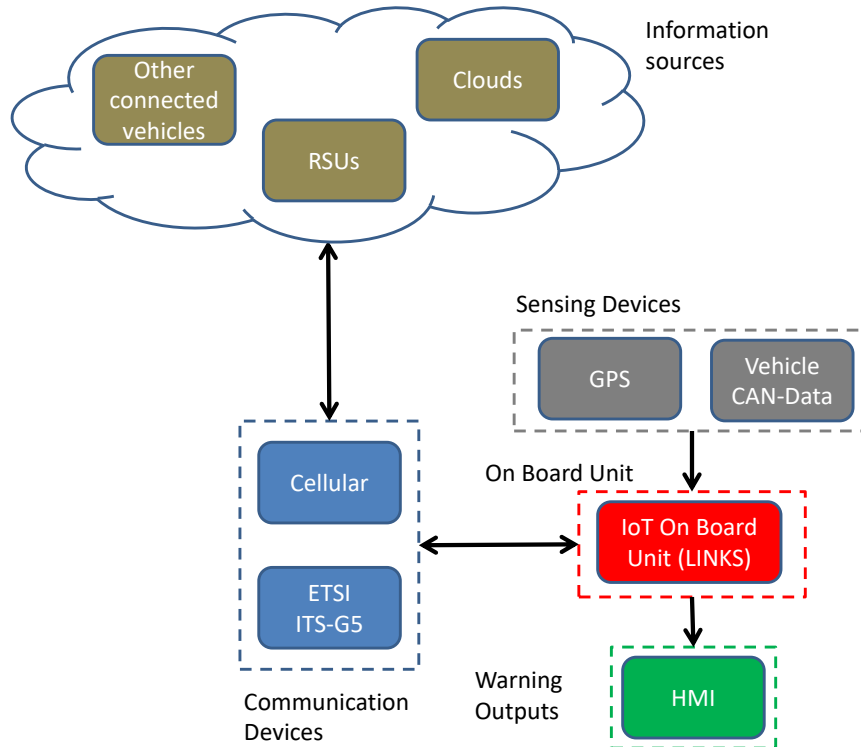 Information
sources
Other
connected
vehicles
Clouds
RSUs
Sensing Devices
GPS
Vehicle
CAN-Data
On Board Unit
Cellular
IoT On Board
Unit (LINKS)
ETSI
ITS-G5
Communication
Devices
Warning
Outputs
HMI